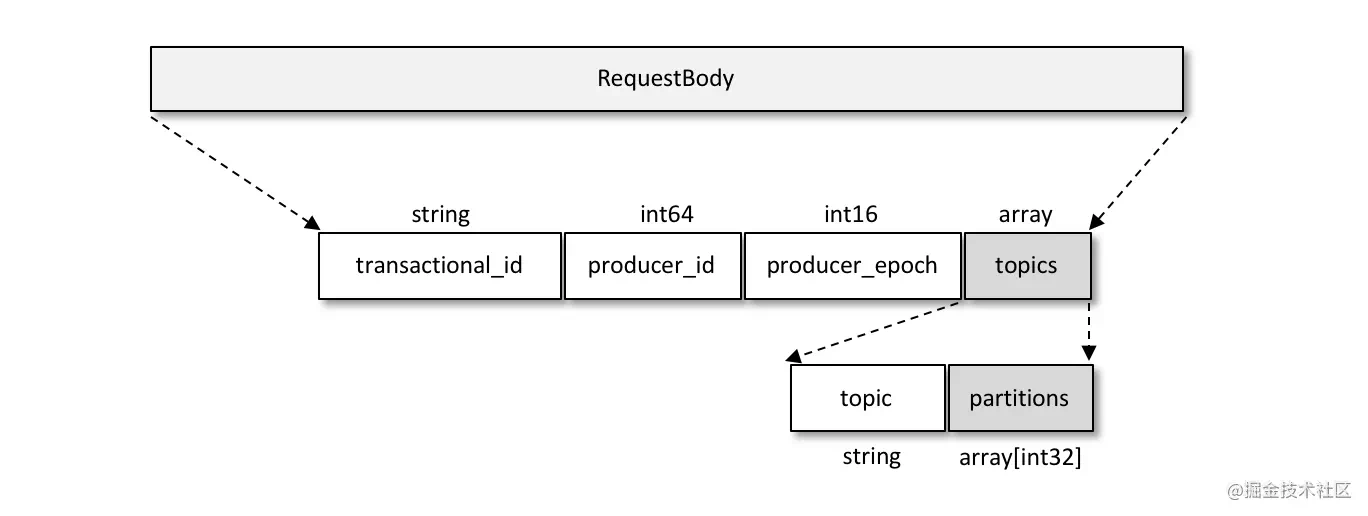 RequestBody
string int64 int16 array
transactional_id producer_id producer_epoch topics
topic partitions
string array[int32]
@掘金技术社区